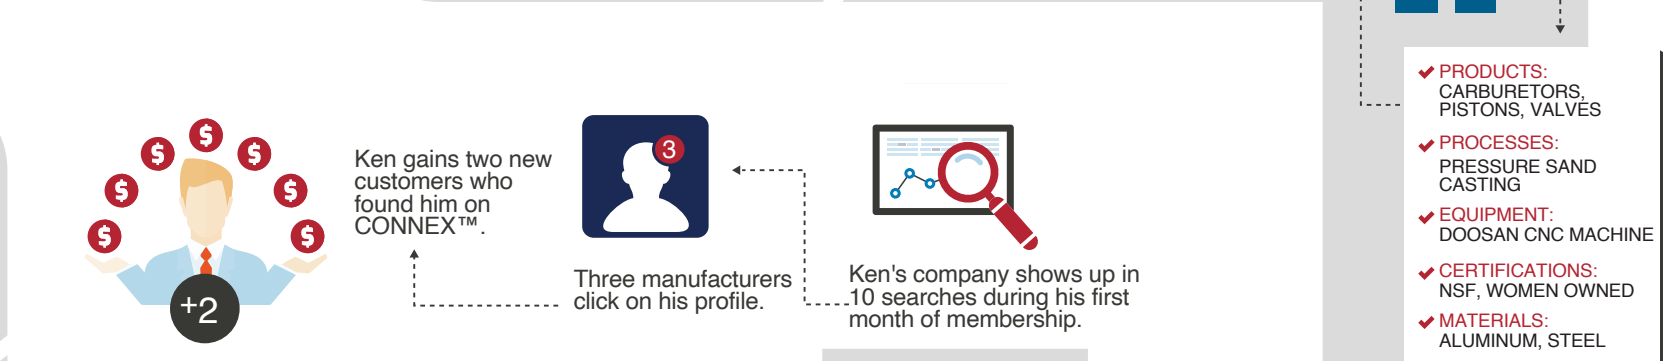 $
$
$
$
$
$
$
+2
Ken gains two new
customers who
found him on
CONNEX™.
3
Three manufacturers
click on his profile.
Ken's company shows up in
10 searches during his first
month of membership.
PRODUCTS:
CARBURETORS,
PISTONS, VALVES
PROCESSES:
PRESSURE SAND
CASTING
EQUIPMENT:
DOOSAN CNC MACHINE
CERTIFICATIONS:
NSF, WOMEN OWNED
MATERIALS:
ALUMINUM, STEEL